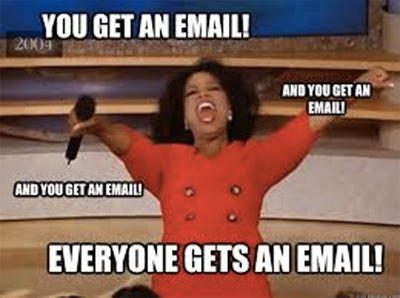 YOU GET AN EMAIL!
2004
AND YOU GET AN
EMAIL!
AND YOU GET AN EMAIL!
EVERYONE GETS AN EMAIL!